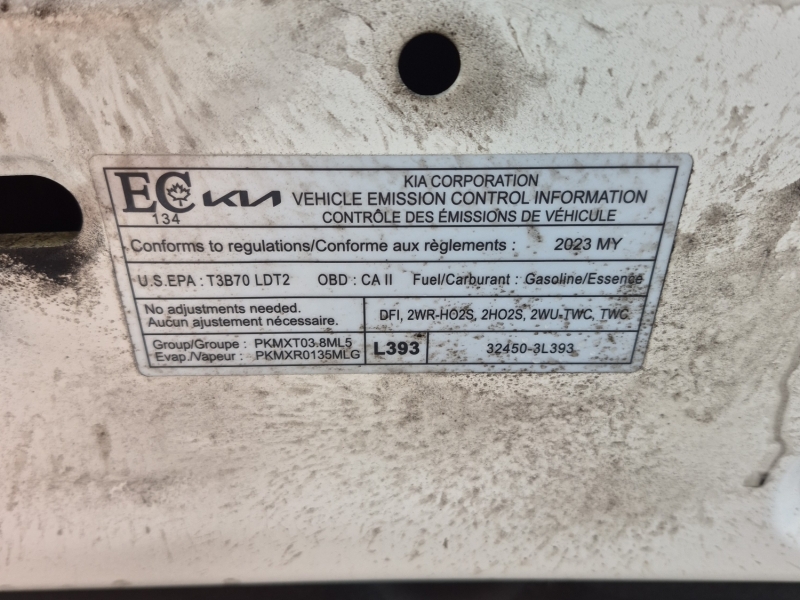 EC KIA
134
KIA CORPORATION
VEHICLE EMISSION CONTROL INFORMATION
CONTRÔLE DES ÉMISSIONS DE VÉHICULE
Conforms to regulations/Conforme aux règlements : 2023 MY
U.S.EPA : T3B70 LDT2 OBD : CA II Fuel/Carburant : Gasoline/Essence
No adjustments needed.
Aucun ajustement nécessaire.
DFI, 2WR-HO2S, 2HO2S, 2WU-TWC, TWC
Group/Groupe : PKMXT03.8ML5
Evap./Vapeur : PKMXR0135MLG
L393
32450-3L393